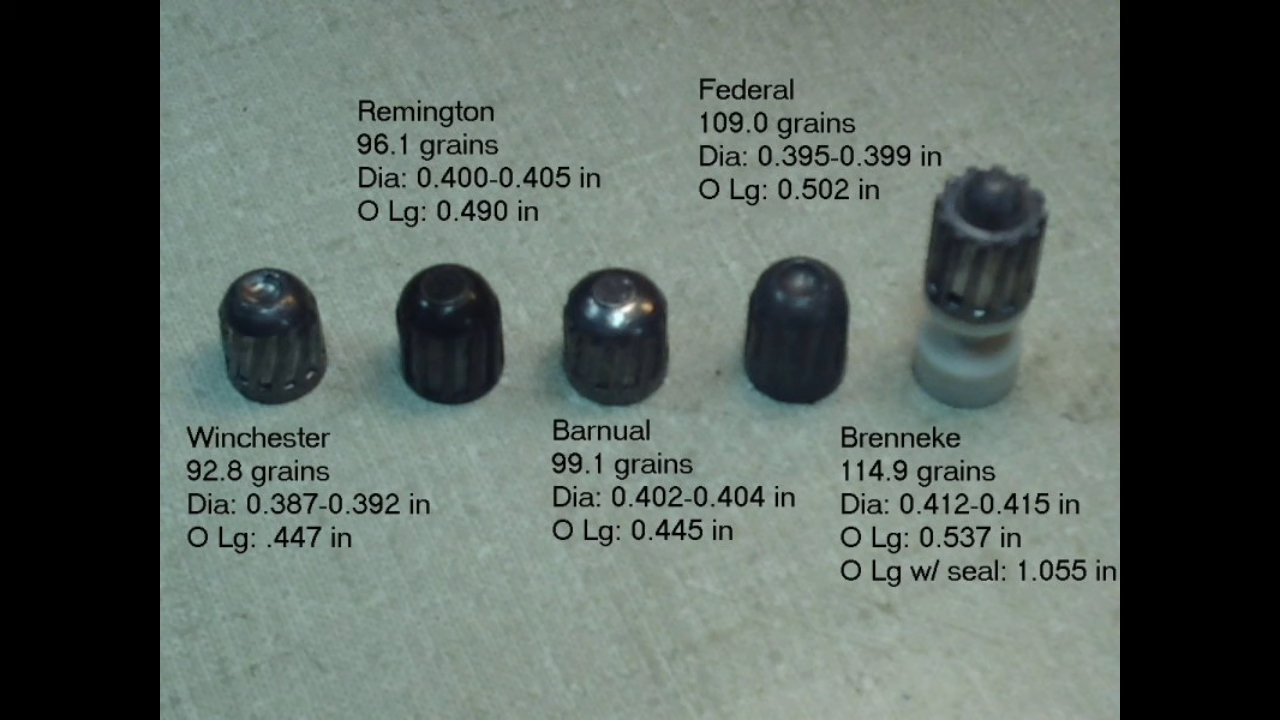 Remington
96.1 grains
Dia: 0.400-0.405 in
O Lg: 0.490 in
Federal
109.0 grains
Dia: 0.395-0.399 in
O Lg: 0.502 in
Winchester
92.8 grains
Dia: 0.387-0.392 in
O Lg: .447 in
Barnual
99.1 grains
Dia: 0.402-0.404 in
O Lg: 0.445 in
Brenneke
114.9 grains
Dia: 0.412-0.415 in
O Lg: 0.537 in
O Lg w/ seal: 1.055 in